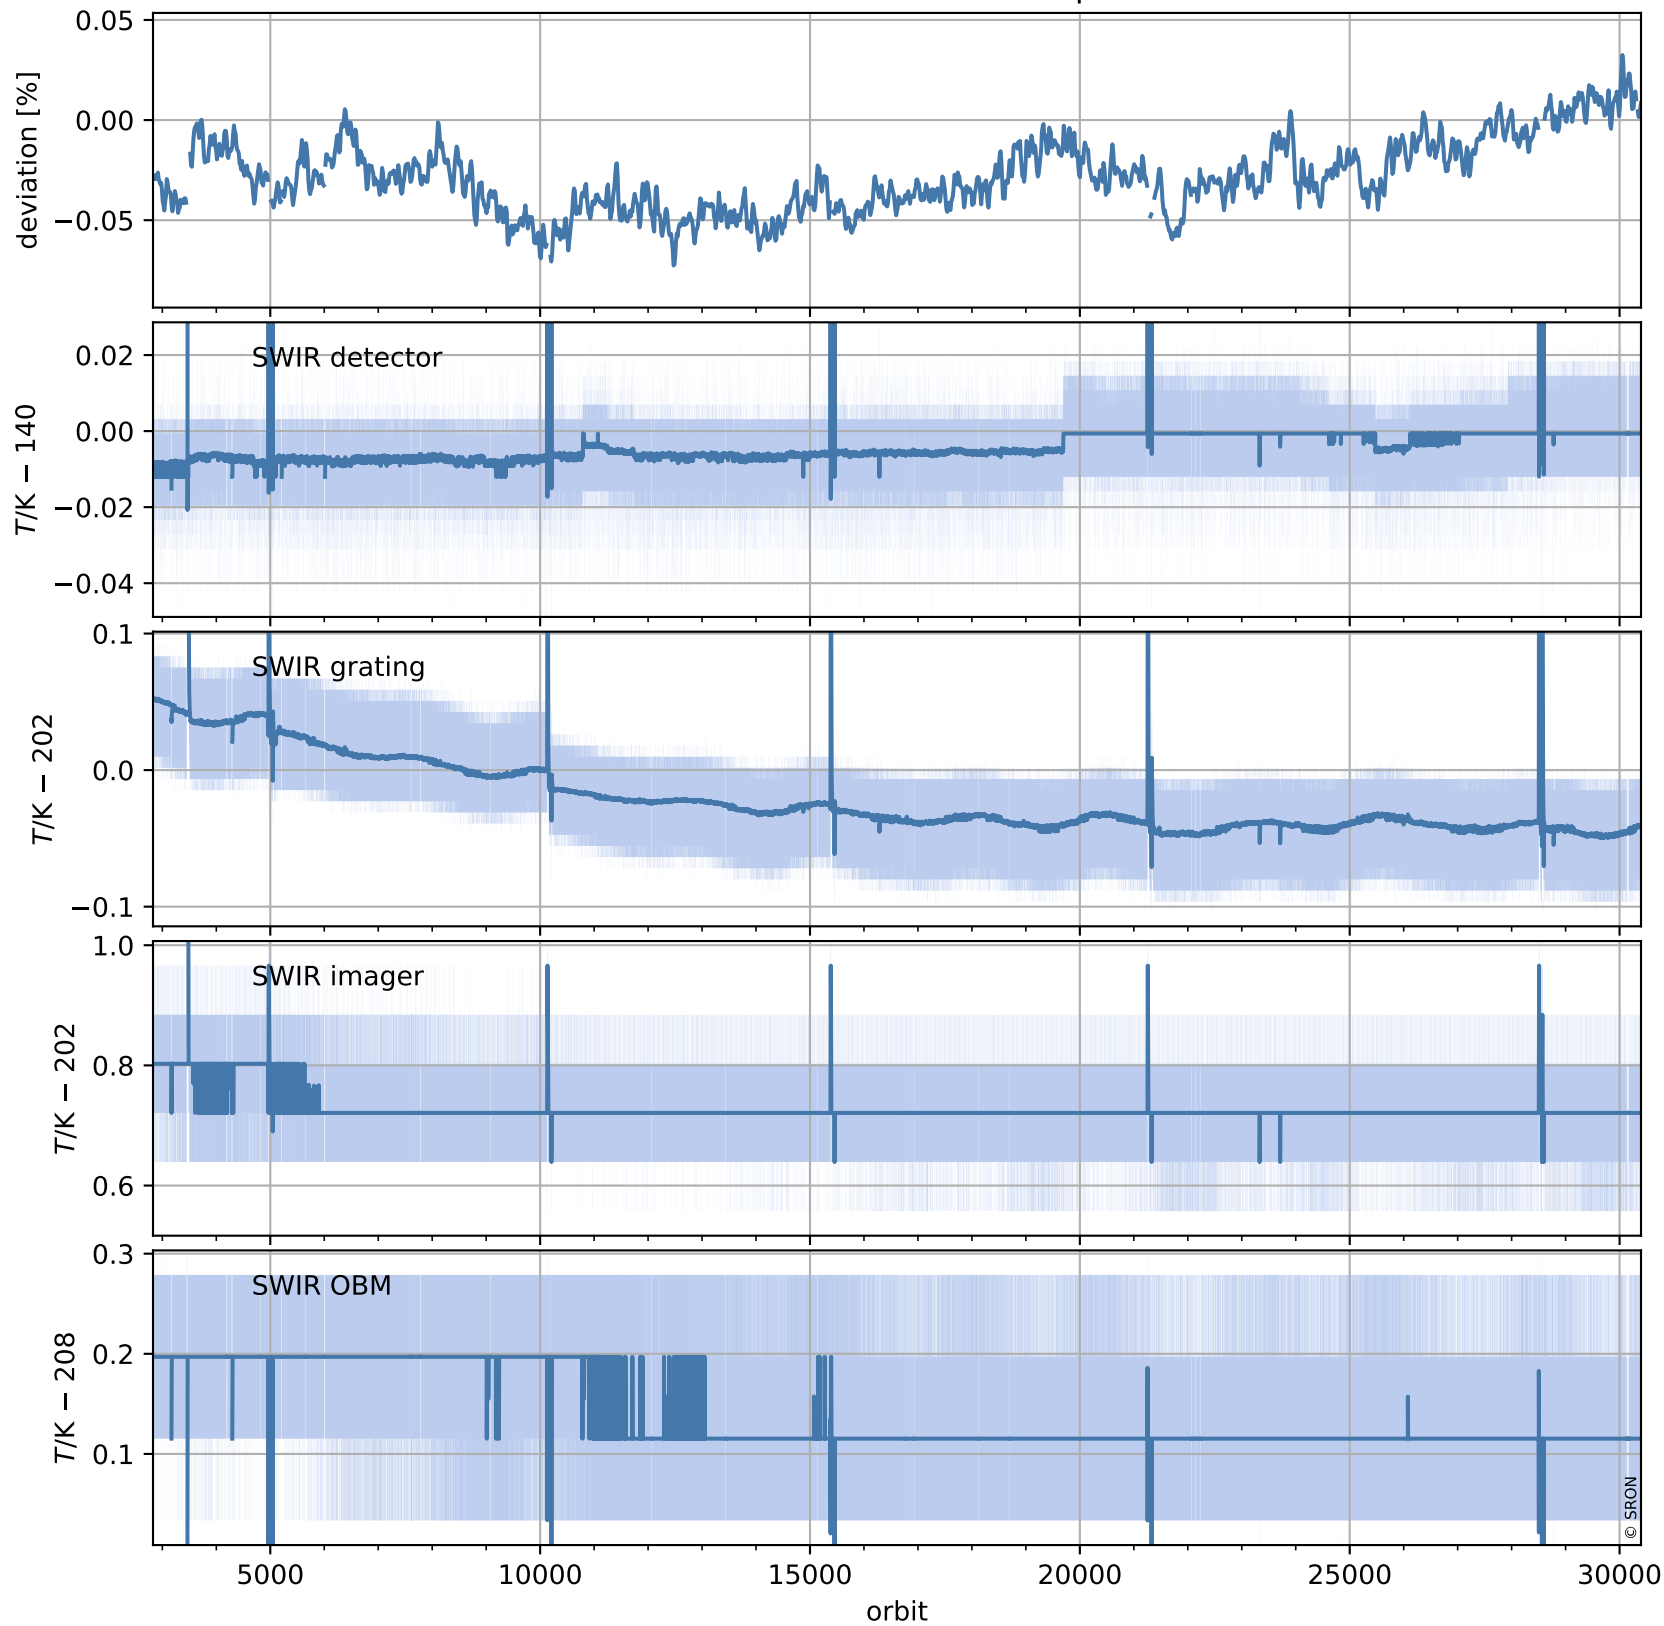 0.05
0.00
−0.05
deviation [%]
SWIR detector
0.02
0.00
−0.02
−0.04
T/K − 140
SWIR grating
0.1
0.0
−0.1
T/K − 202
SWIR imager
1.0
0.8
0.6
T/K − 202
SWIR OBM
0.3
0.2
0.1
T/K − 208
© SRON
5000 10000 15000 20000 25000 30000
orbit